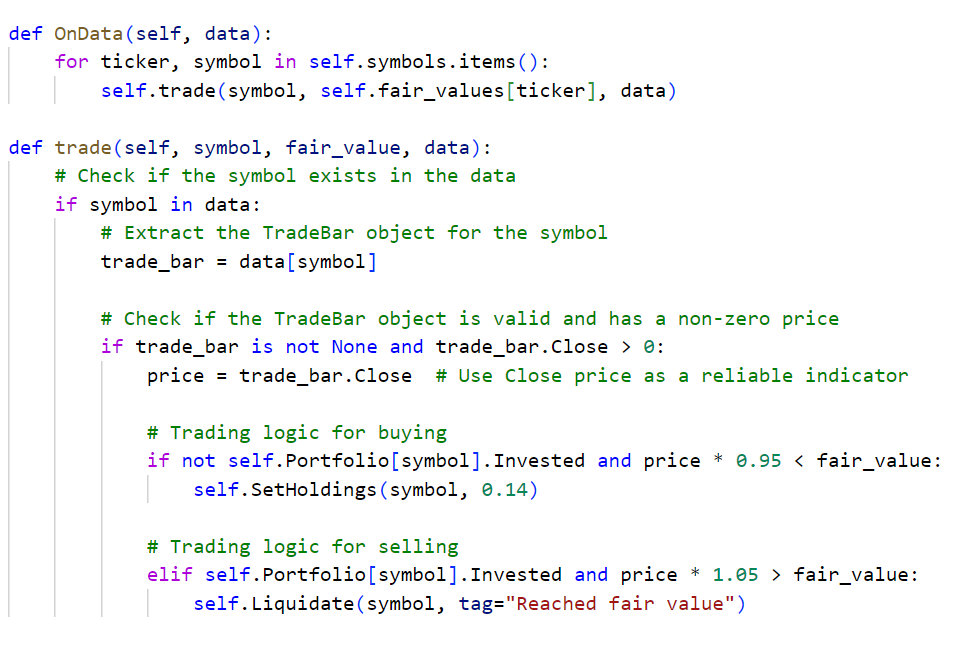 def OnData(self, data):
    for ticker, symbol in self.symbols.items():
        self.trade(symbol, self.fair_values[ticker], data)

def trade(self, symbol, fair_value, data):
    # Check if the symbol exists in the data
    if symbol in data:
        # Extract the TradeBar object for the symbol
        trade_bar = data[symbol]

        # Check if the TradeBar object is valid and has a non-zero price
        if trade_bar is not None and trade_bar.Close > 0:
            price = trade_bar.Close  # Use Close price as a reliable indicator

            # Trading logic for buying
            if not self.Portfolio[symbol].Invested and price * 0.95 < fair_value:
                self.SetHoldings(symbol, 0.14)

            # Trading logic for selling
            elif self.Portfolio[symbol].Invested and price * 1.05 > fair_value:
                self.Liquidate(symbol, tag="Reached fair value")